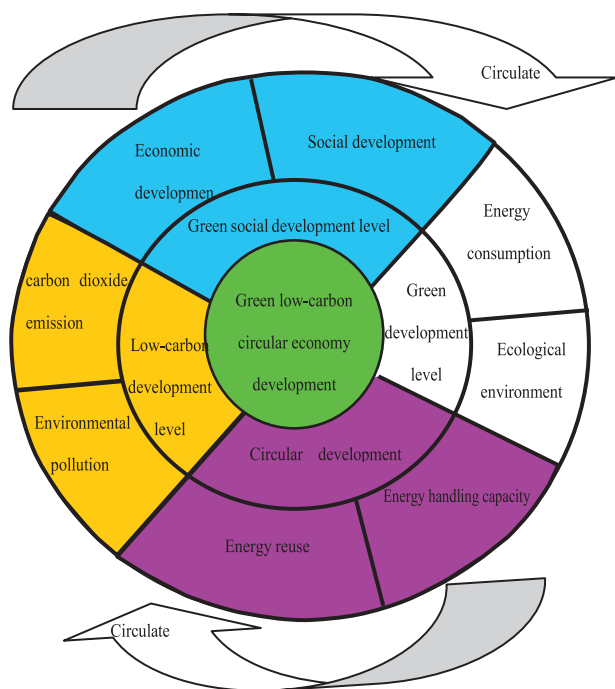 Circulate
Social development
Economic
developmen
Green social development level
Energy
consumption
carbon dioxide
emission
Green low-carbon
circular economy
development
Green
development
level
Low-carbon
development
level
Ecological
environment
Environmental
pollution
Circular development
Energy handling capacity
Energy reuse
Circulate